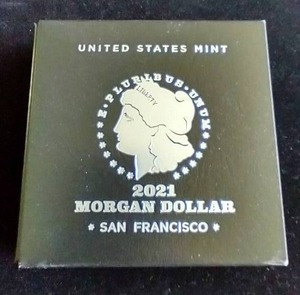 UNITED STATES MINT
E · PLURIBUS · UNUM
LIBERTY
2021
MORGAN DOLLAR
★ SAN FRANCISCO ★